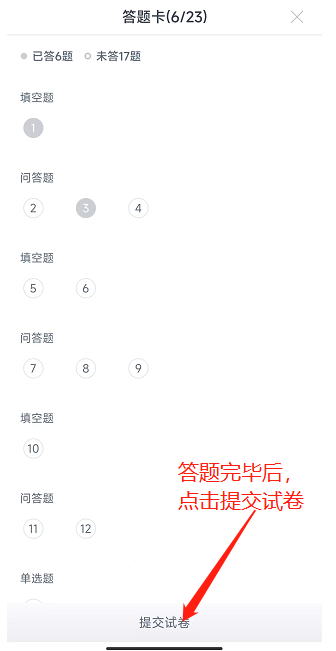 答题卡(6/23)
已答6题 未答17题
填空题
1
问答题
2 3 4
填空题
5 6
问答题
7 8 9
填空题
10
问答题
11 12
单选题
答题完毕后，
点击提交试卷
提交试卷